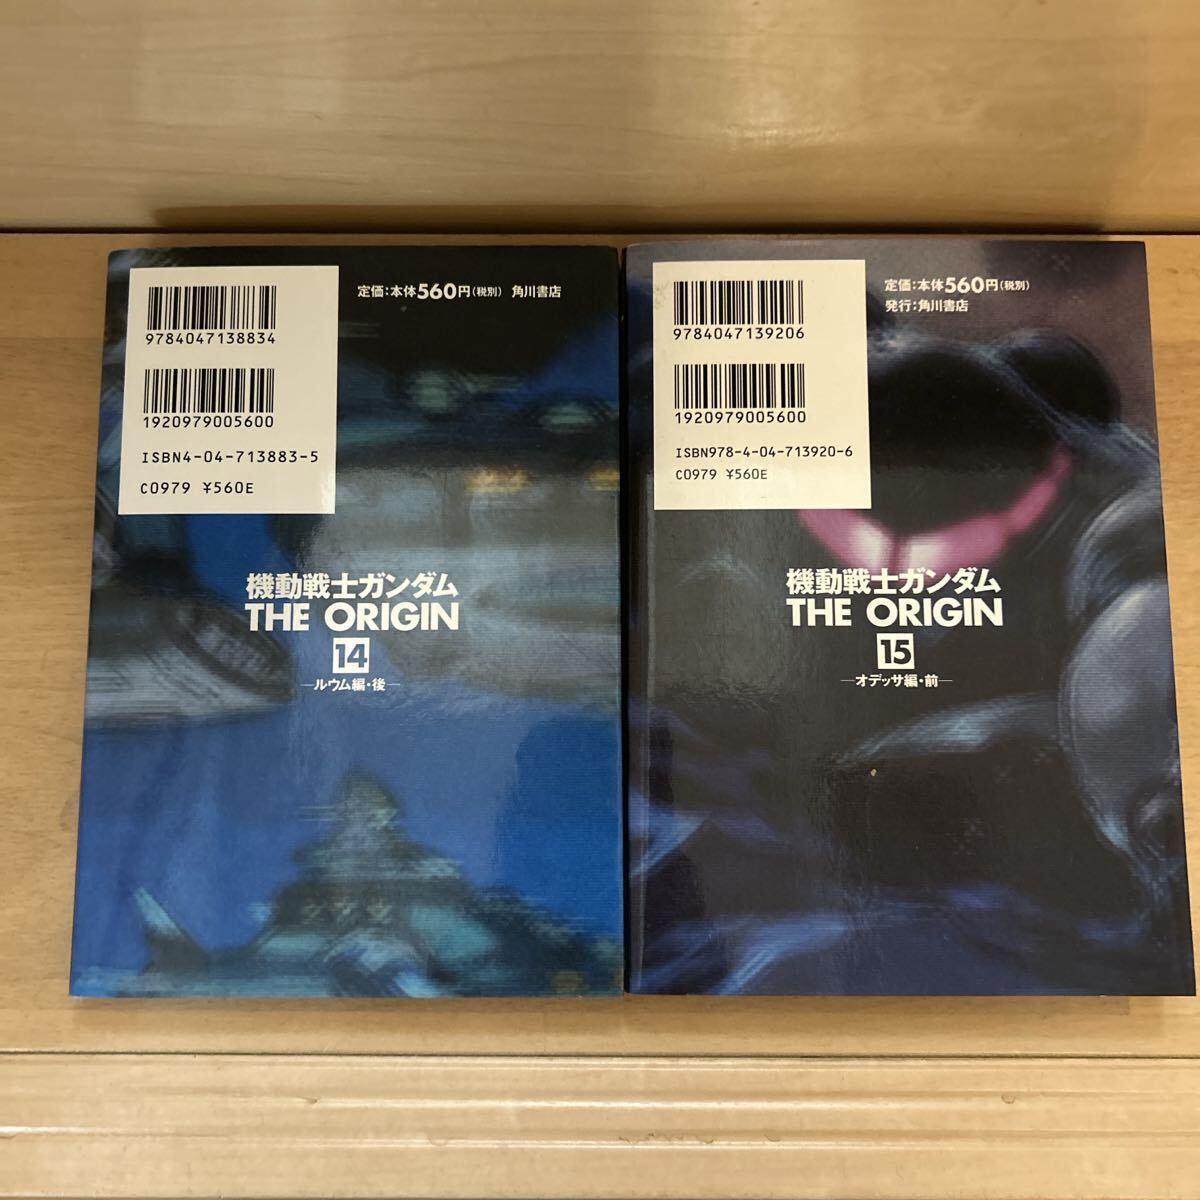 9784047138834
1920979005600
ISBN4-04-713883-5
C0979 ¥560E
定価：本体560円（税別） 角川書店
機動戦士ガンダム
THE ORIGIN
14
―ルウム編・後―
9784047139206
1920979005600
ISBN978-4-04-713920-6
C0979 ¥560E
定価：本体560円（税別）
発行：角川書店
機動戦士ガンダム
THE ORIGIN
15
―オデッサ編・前―